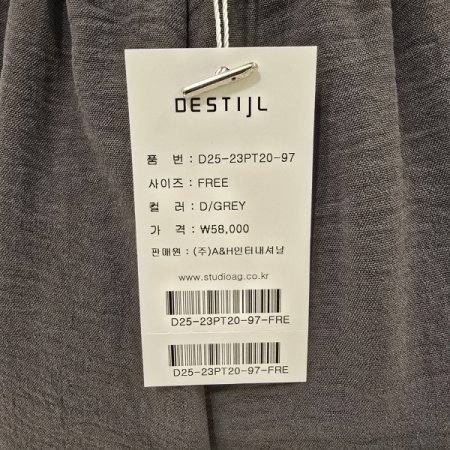 DESTIJL
품 번 : D25-23PT20-97
사이즈 : FREE
컬 러 : D/GREY
가 격 : ₩58,000
판매원 : (주)A&H인터내셔날
www.studioag.co.kr
D25-23PT20-97-FRE
D25-23PT20-97-FRE